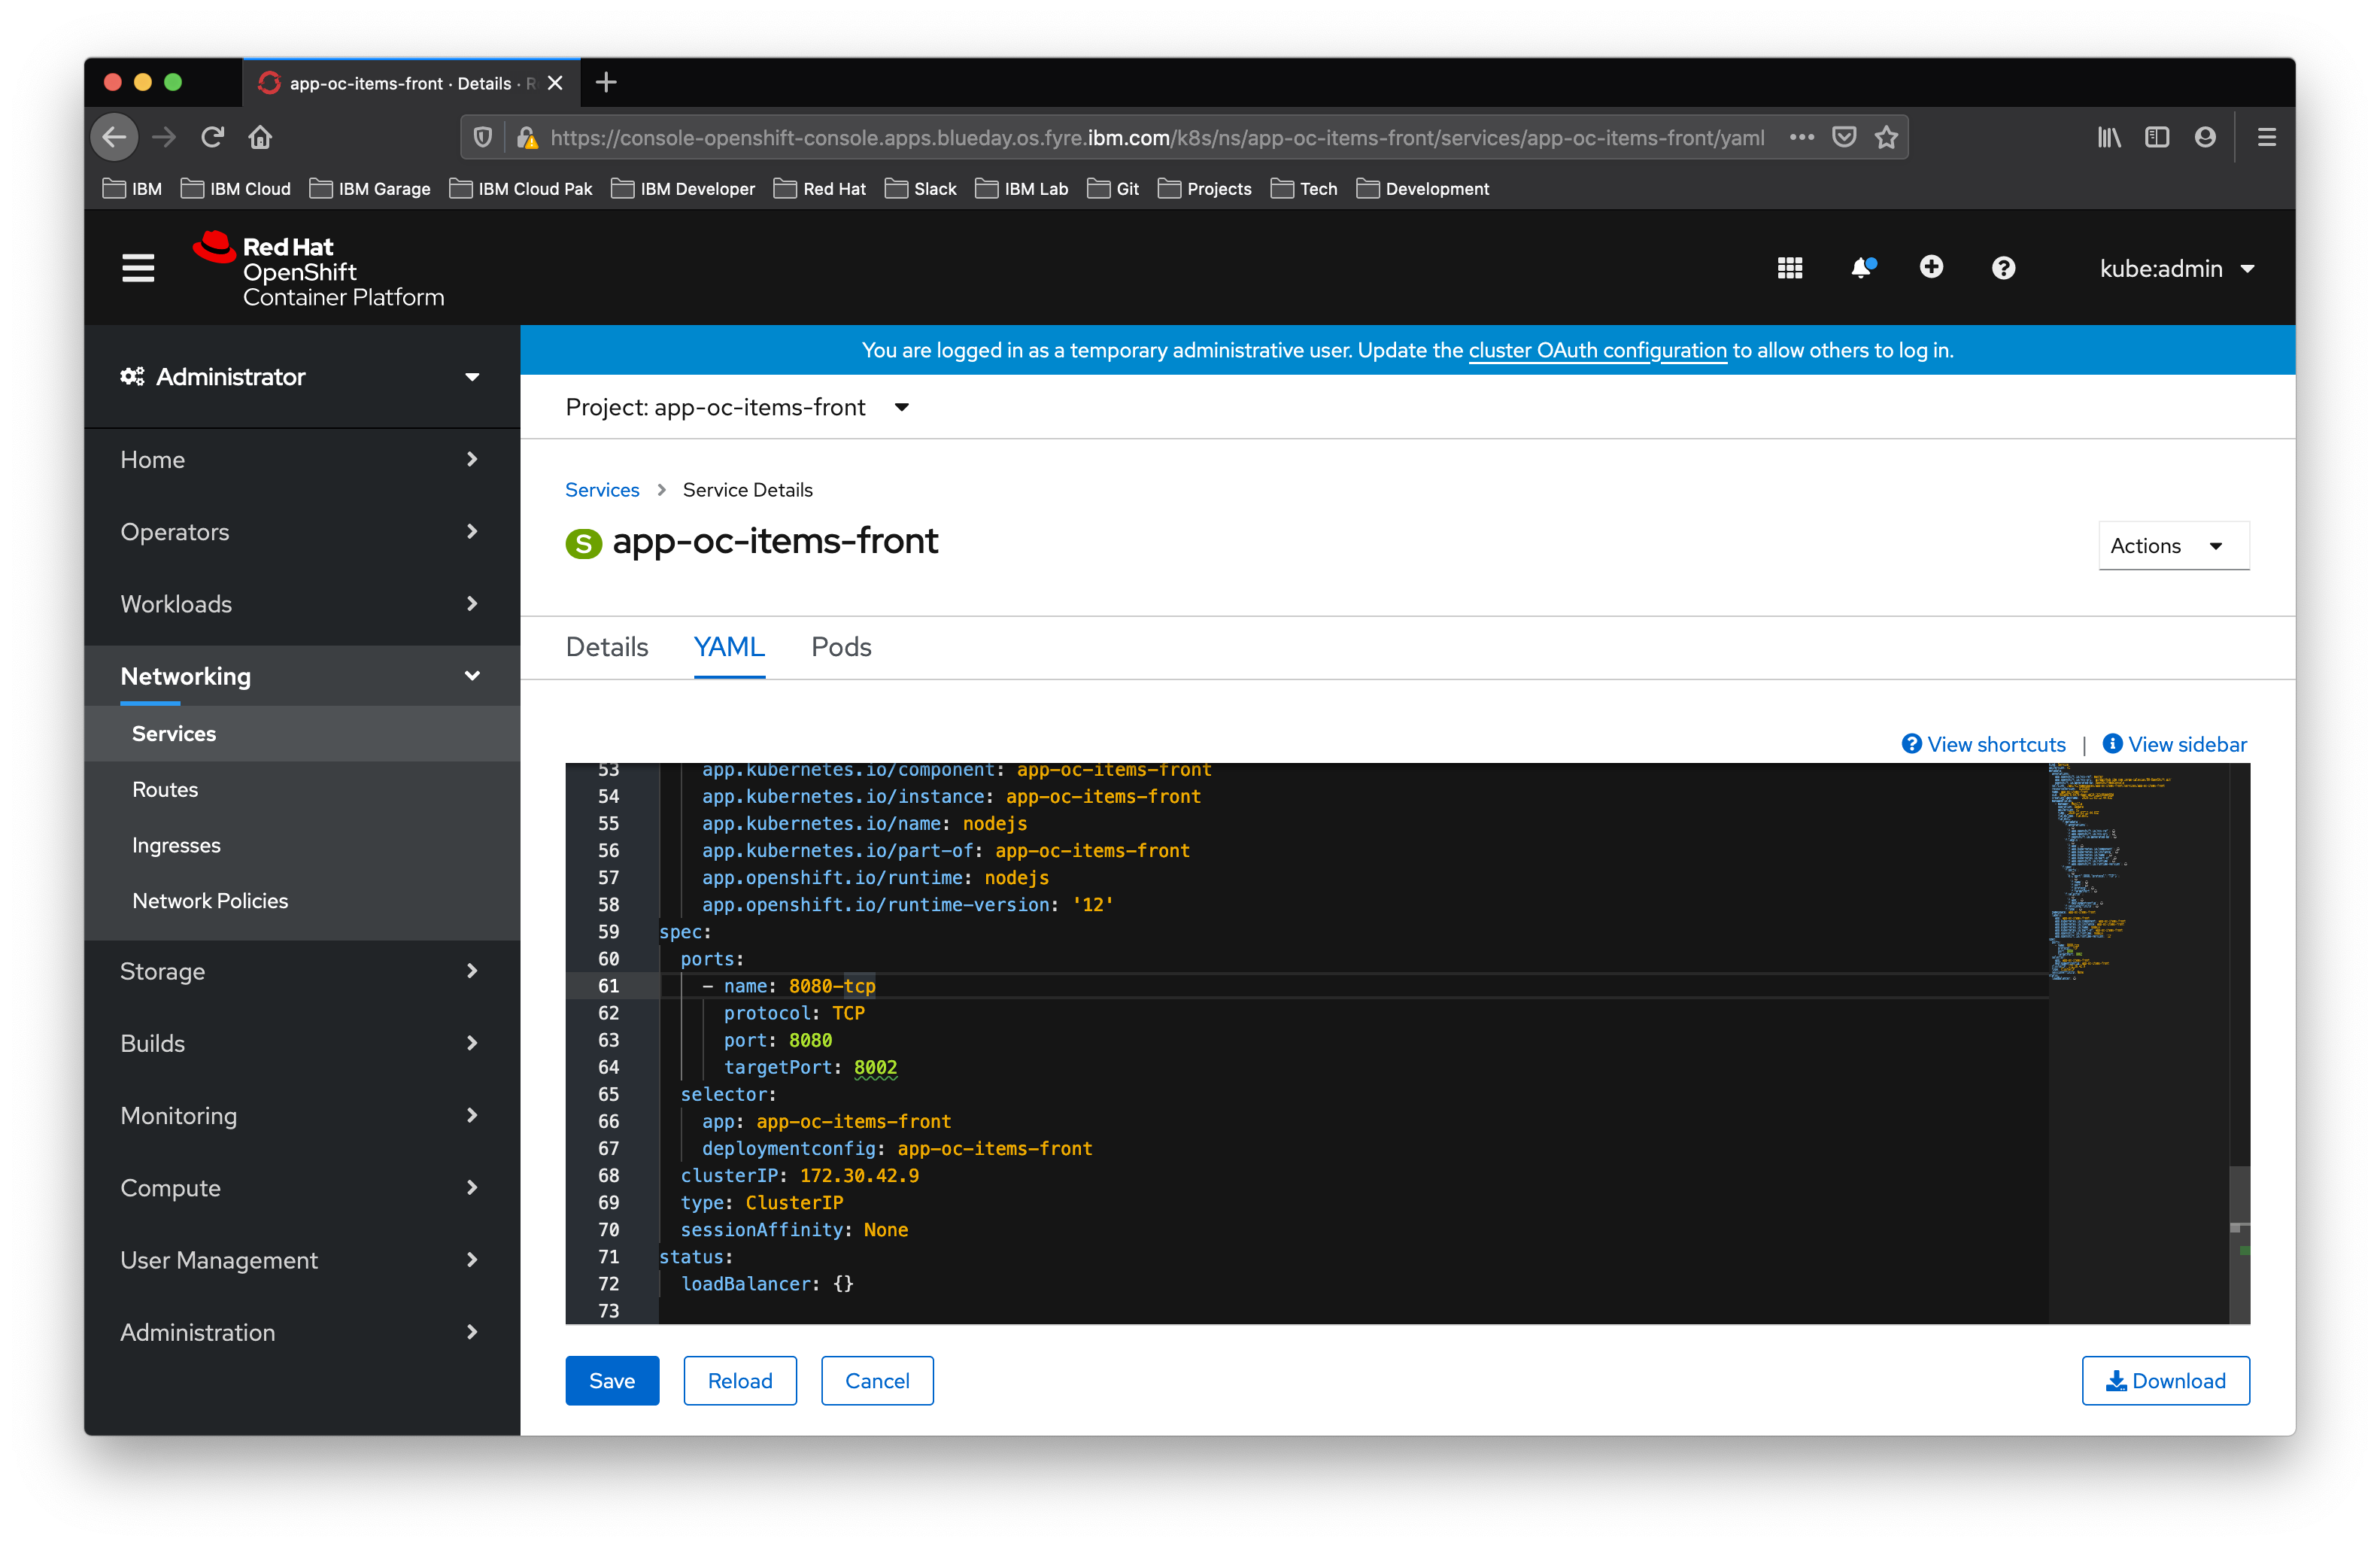 app-oc-items-front · Details · R
https://console-openshift-console.apps.blueday.os.fyre.ibm.com/k8s/ns/app-oc-items-front/services/app-oc-items-front/yaml
IBM IBM Cloud IBM Garage IBM Cloud Pak IBM Developer Red Hat Slack IBM Lab Git Projects Tech Development
Red Hat
OpenShift
Container Platform
kube:admin
You are logged in as a temporary administrative user. Update the cluster OAuth configuration to allow others to log in.
Administrator
Home
Operators
Workloads
Networking
Services
Routes
Ingresses
Network Policies
Storage
Builds
Monitoring
Compute
User Management
Administration
Project: app-oc-items-front
Services > Service Details
S app-oc-items-front
Actions
Details YAML Pods
View shortcuts | View sidebar
53 app.kubernetes.io/component: app-oc-items-front
54 app.kubernetes.io/instance: app-oc-items-front
55 app.kubernetes.io/name: nodejs
56 app.kubernetes.io/part-of: app-oc-items-front
57 app.openshift.io/runtime: nodejs
58 app.openshift.io/runtime-version: '12'
59 spec:
60 ports:
61 - name: 8080-tcp
62 protocol: TCP
63 port: 8080
64 targetPort: 8002
65 selector:
66 app: app-oc-items-front
67 deploymentconfig: app-oc-items-front
68 clusterIP: 172.30.42.9
69 type: ClusterIP
70 sessionAffinity: None
71 status:
72 loadBalancer: {}
73
Save Reload Cancel Download